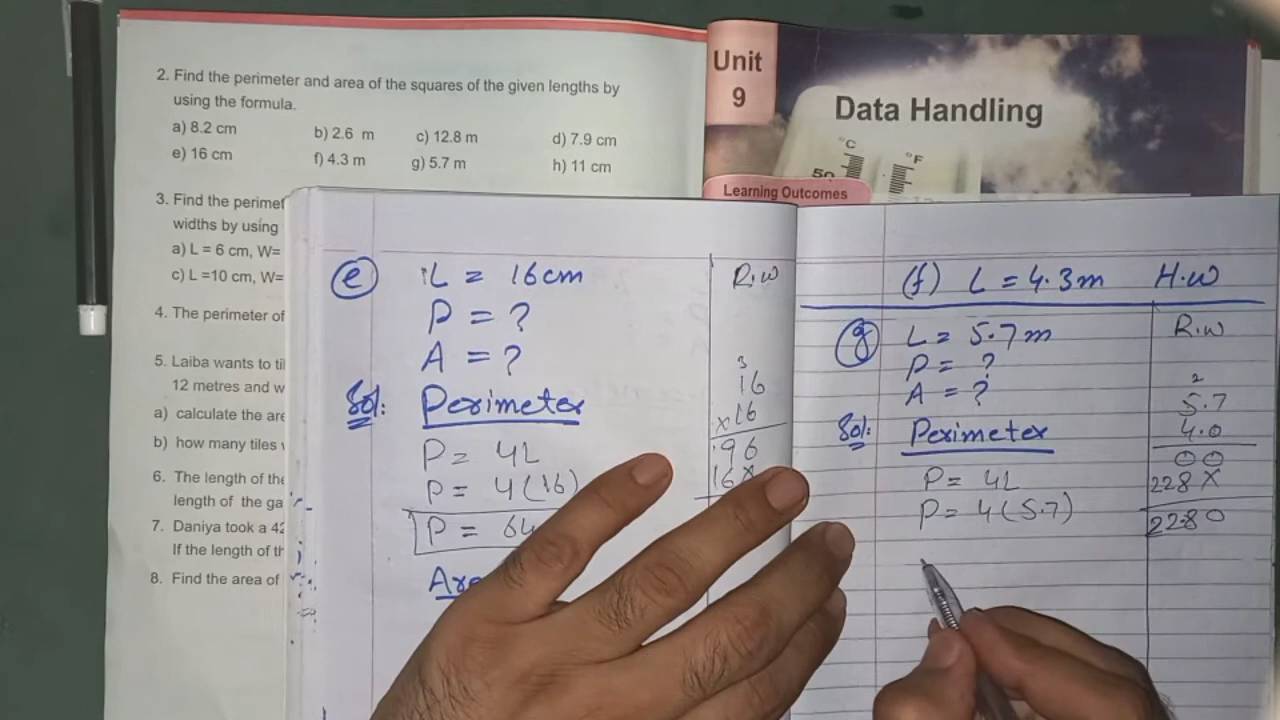 2. Find the perimeter and area of the squares of the given lengths by
using the formula.
a) 8.2 cm b) 2.6 m c) 12.8 m d) 7.9 cm
e) 16 cm f) 4.3 m g) 5.7 m h) 11 cm
3. Find the perime
widths by using
a) L = 6 cm, W=
c) L =10 cm, W=
4. The perimeter of
5. Laiba wants to
12 metres and w
a) calculate the are
b) how many tiles
6. The length of the
length of the ga
7. Daniya took a 42
If the length of th
8. Find the area of
Unit
9
Data Handling
°C °F
50
Learning Outcomes
(e) L = 16cm
P = ?
A = ?
Sol: Perimeter
P = 4L
P = 4(16)
P = 64
Are
R.W
3
16
x16
96
16x
(f) L = 4.3m H.W
(g) L = 5.7m
P = ?
A = ?
Sol: Perimeter
P = 4L
P = 4(5.7)
R.W
2
5.7
4.0
00
228x
22.80